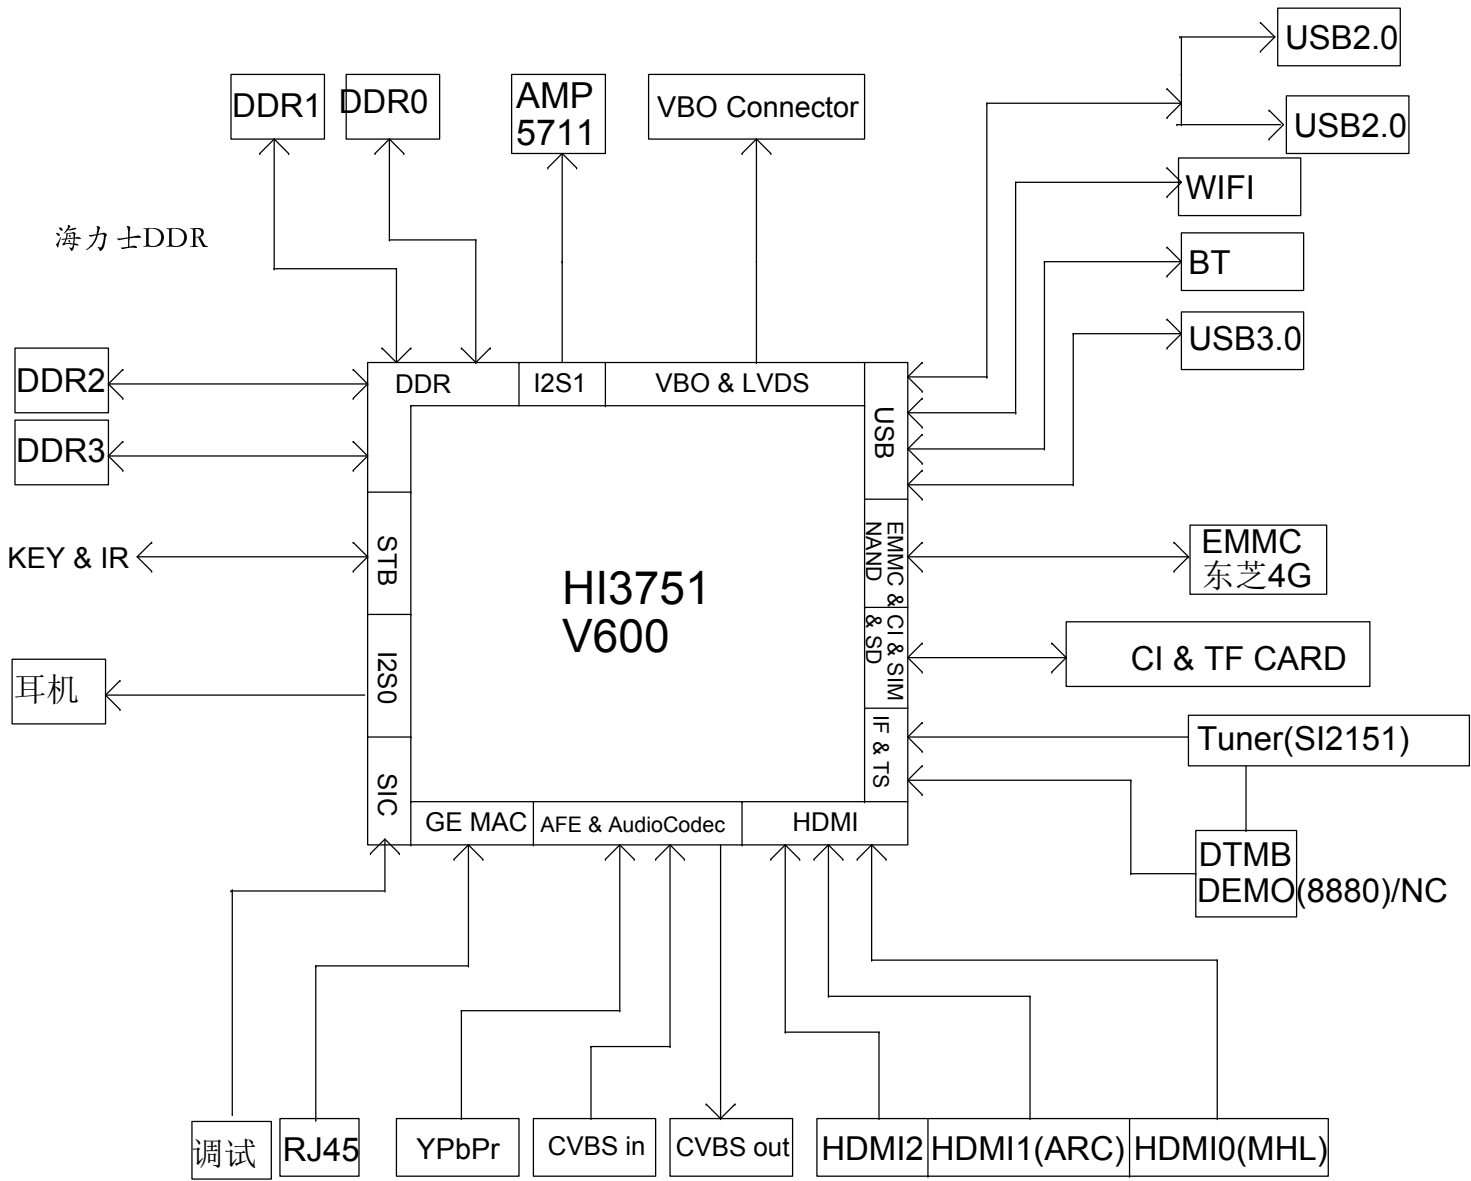 USB2.0
DDR1
DDR0
AMP
5711
VBO Connector
USB2.0
WIFI
海力士DDR
BT
USB3.0
DDR2
DDR
I2S1
VBO & LVDS
USB
DDR3
KEY & IR
STB
EMMC &
NAND
EMMC
东芝4G
HI3751
V600
CI & SIM
& SD
CI & TF CARD
耳机
I2S0
IF & TS
Tuner(SI2151)
SIC
GE MAC
AFE & AudioCodec
HDMI
DTMB
DEMO(8880)/NC
调试
RJ45
YPbPr
CVBS in
CVBS out
HDMI2
HDMI1(ARC)
HDMI0(MHL)